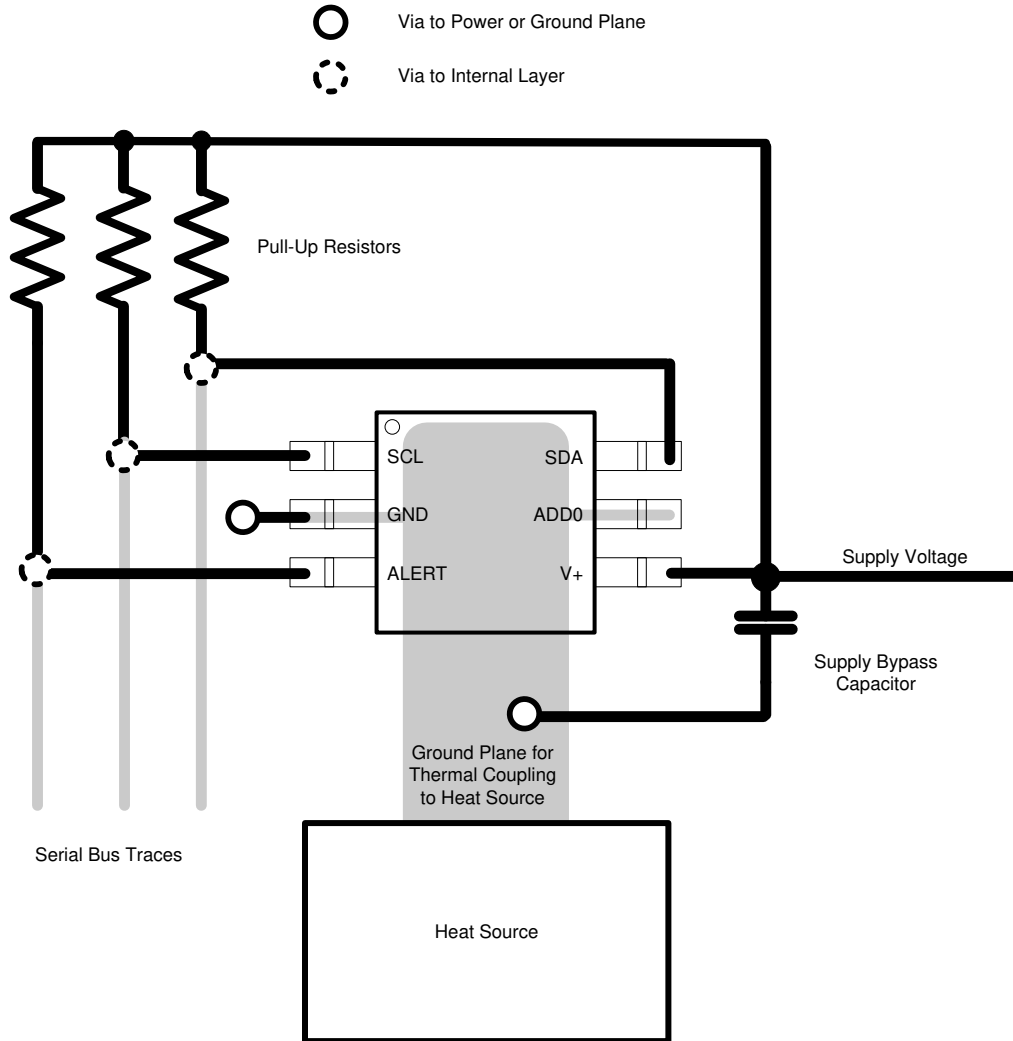 Via to Power or Ground Plane
Via to Internal Layer
Pull-Up Resistors
SCL
SDA
GND
ADD0
ALERT
V+
Supply Voltage
Supply Bypass
Capacitor
Ground Plane for
Thermal Coupling
to Heat Source
Serial Bus Traces
Heat Source